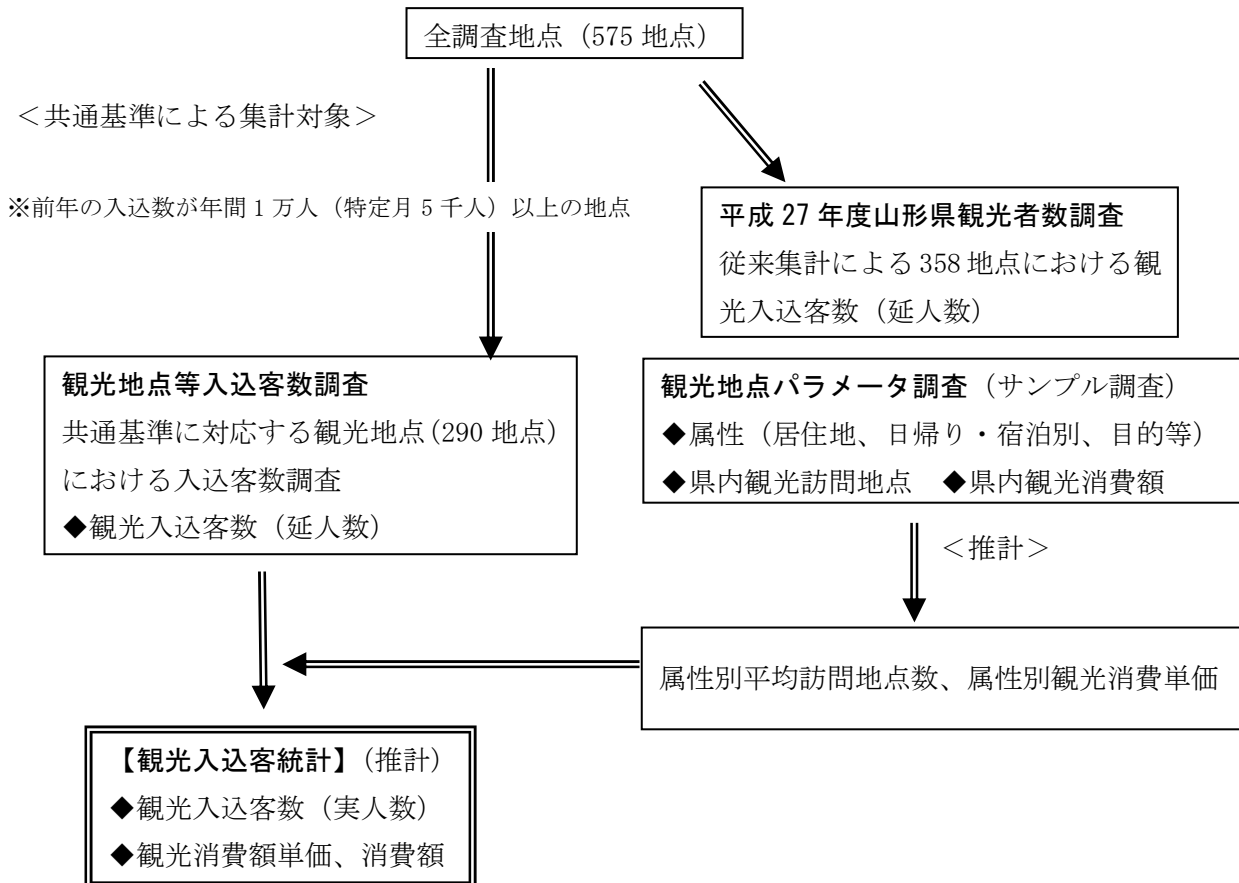 全調査地点（575 地点）
＜共通基準による集計対象＞
※前年の入込数が年間 1 万人（特定月 5 千人）以上の地点
平成 27 年度山形県観光者数調査
従来集計による 358 地点における観
光入込客数（延人数）
観光地点等入込客数調査
共通基準に対応する観光地点(290 地点)
における入込客数調査
◆観光入込客数（延人数）
観光地点パラメータ調査（サンプル調査）
◆属性（居住地、日帰り・宿泊別、目的等）
◆県内観光訪問地点　◆県内観光消費額
＜推計＞
属性別平均訪問地点数、属性別観光消費単価
【観光入込客統計】（推計）
◆観光入込客数（実人数）
◆観光消費額単価、消費額